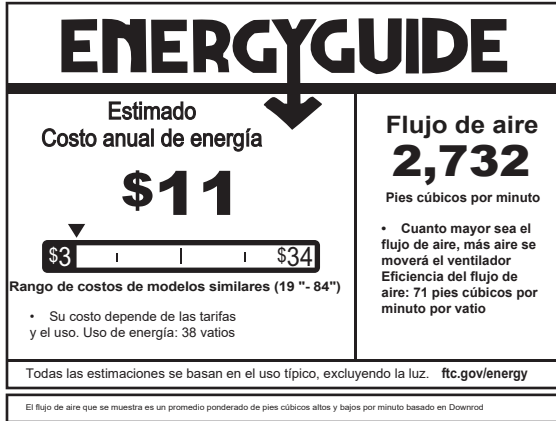 ENERGYGUIDE
Estimado
Costo anual de energía
$11
$3
$34
Rango de costos de modelos similares (19 "- 84")
• Su costo depende de las tarifas
y el uso. Uso de energía: 38 vatios
Flujo de aire
2,732
Pies cúbicos por minuto
• Cuanto mayor sea el
flujo de aire, más aire se
moverá el ventilador
Eficiencia del flujo de
aire: 71 pies cúbicos por
minuto por vatio
Todas las estimaciones se basan en el uso típico, excluyendo la luz. ftc.gov/energy
El flujo de aire que se muestra es un promedio ponderado de pies cúbicos altos y bajos por minuto basado en Downrod